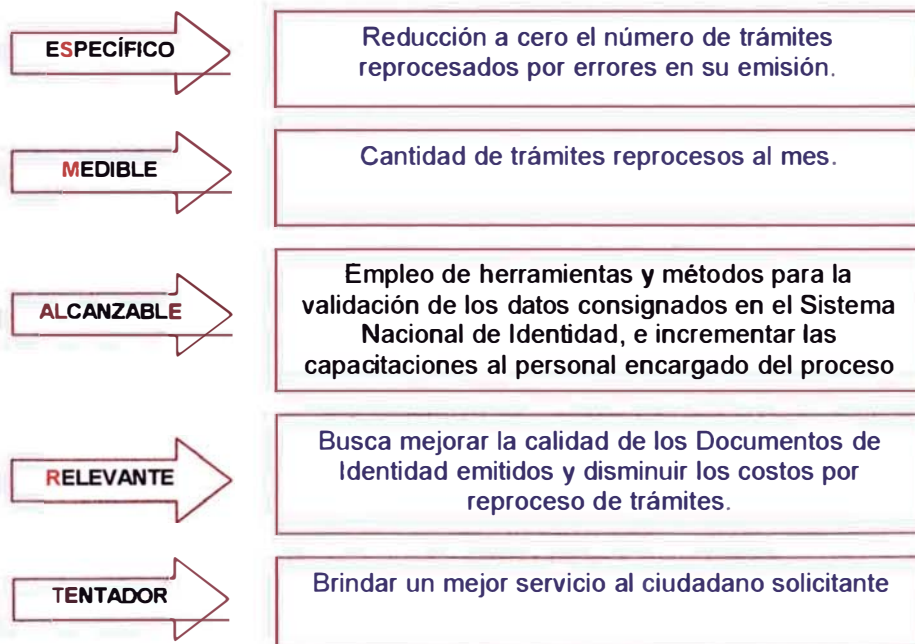 ESPECÍFICO
Reducción a cero el número de trámites
reprocesados por errores en su emisión.
MEDIBLE
Cantidad de trámites reprocesos al mes.
ALCANZABLE
Empleo de herramientas y métodos para la
validación de los datos consignados en el Sistema
Nacional de Identidad, e incrementar las
capacitaciones al personal encargado del proceso
RELEVANTE
Busca mejorar la calidad de los Documentos de
Identidad emitidos y disminuir los costos por
reproceso de trámites.
TENTADOR
Brindar un mejor servicio al ciudadano solicitante